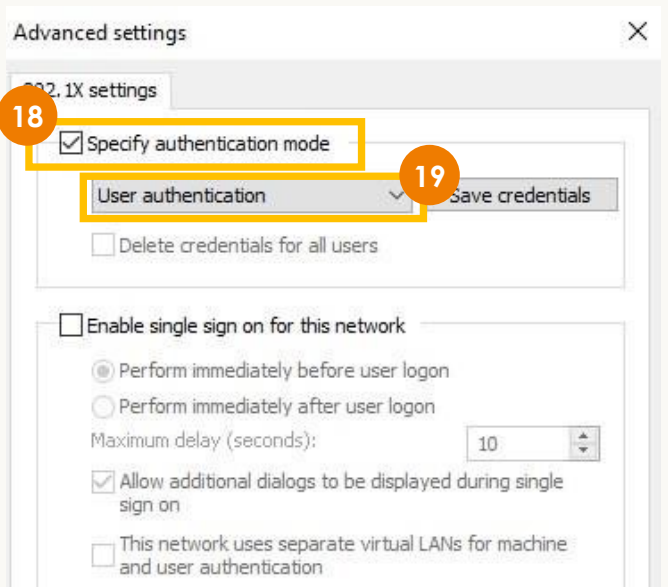 Advanced settings
802.1X settings
18
Specify authentication mode
19
User authentication
Save credentials
Delete credentials for all users
Enable single sign on for this network
Perform immediately before user logon
Perform immediately after user logon
Maximum delay (seconds):
10
Allow additional dialogs to be displayed during single
sign on
This network uses separate virtual LANs for machine
and user authentication